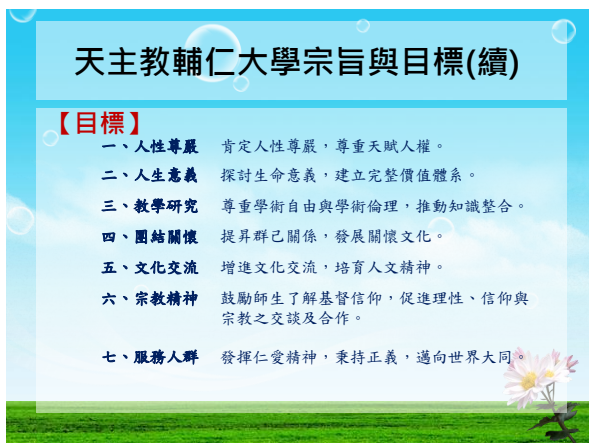 天主教輔仁大學宗旨與目標(續)
【目標】
一、人性尊嚴 肯定人性尊嚴，尊重天賦人權。
二、人生意義 探討生命意義，建立完整價值體系。
三、教學研究 尊重學術自由與學術倫理，推動知識整合。
四、團結關懷 提昇群己關係，發展關懷文化。
五、文化交流 增進文化交流，培育人文精神。
六、宗教精神 鼓勵師生了解基督信仰，促進理性、信仰與
宗教之交談及合作。
七、服務人群 發揮仁愛精神，秉持正義，邁向世界大同。